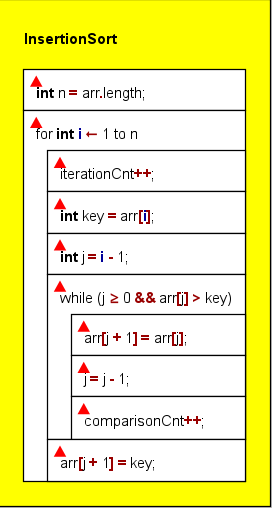 InsertionSort
int n = arr.length;
for int i ← 1 to n
iterationCnt++;
int key = arr[i];
int j = i - 1;
while (j ≥ 0 && arr[j] > key)
arr[j + 1] = arr[j];
j = j - 1;
comparisonCnt++;
arr[j + 1] = key;